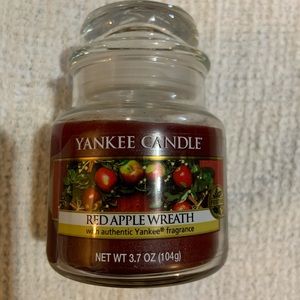 YANKEE CANDLE®
RED APPLE WREATH
with authentic Yankee® fragrance
NET WT 3.7 OZ (104g)